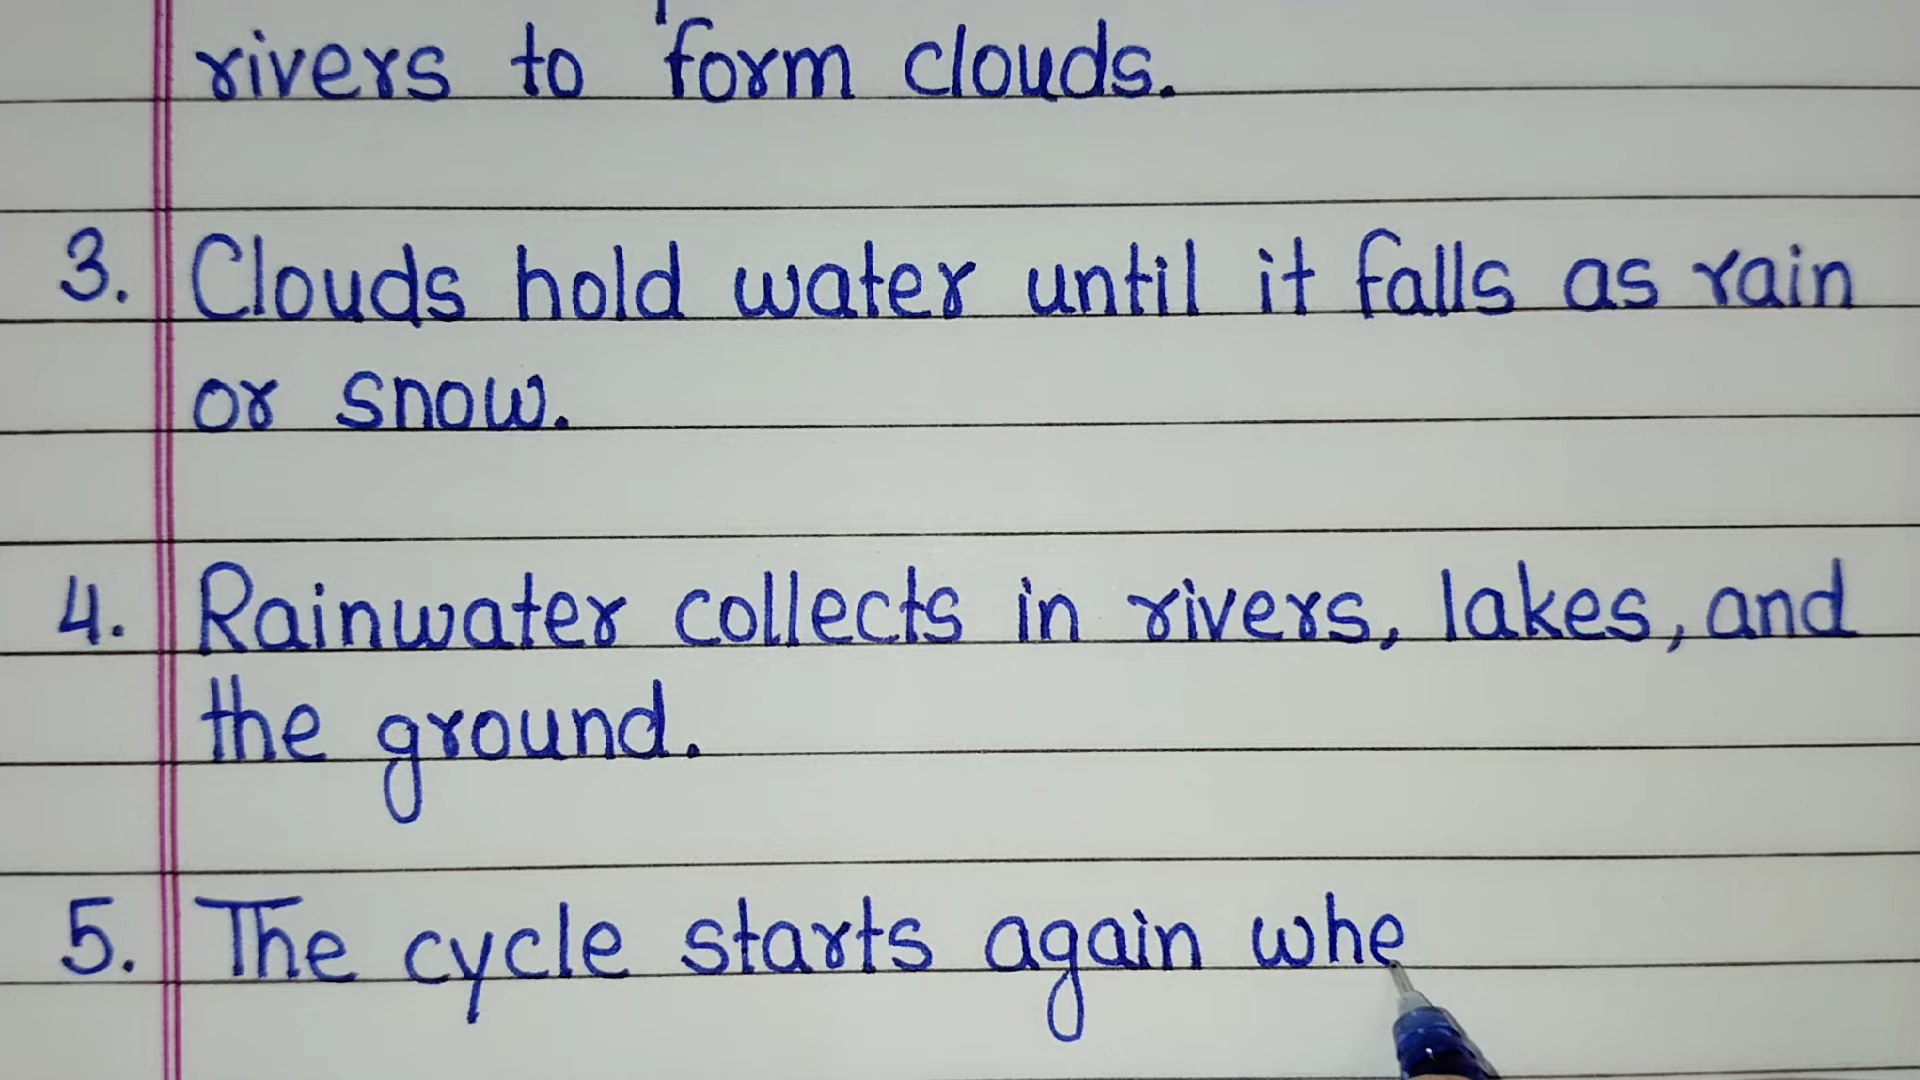 rivers to form clouds.
3. Clouds hold water until it falls as rain
or snow.
4. Rainwater collects in rivers, lakes, and
the ground.
5. The cycle starts again whe